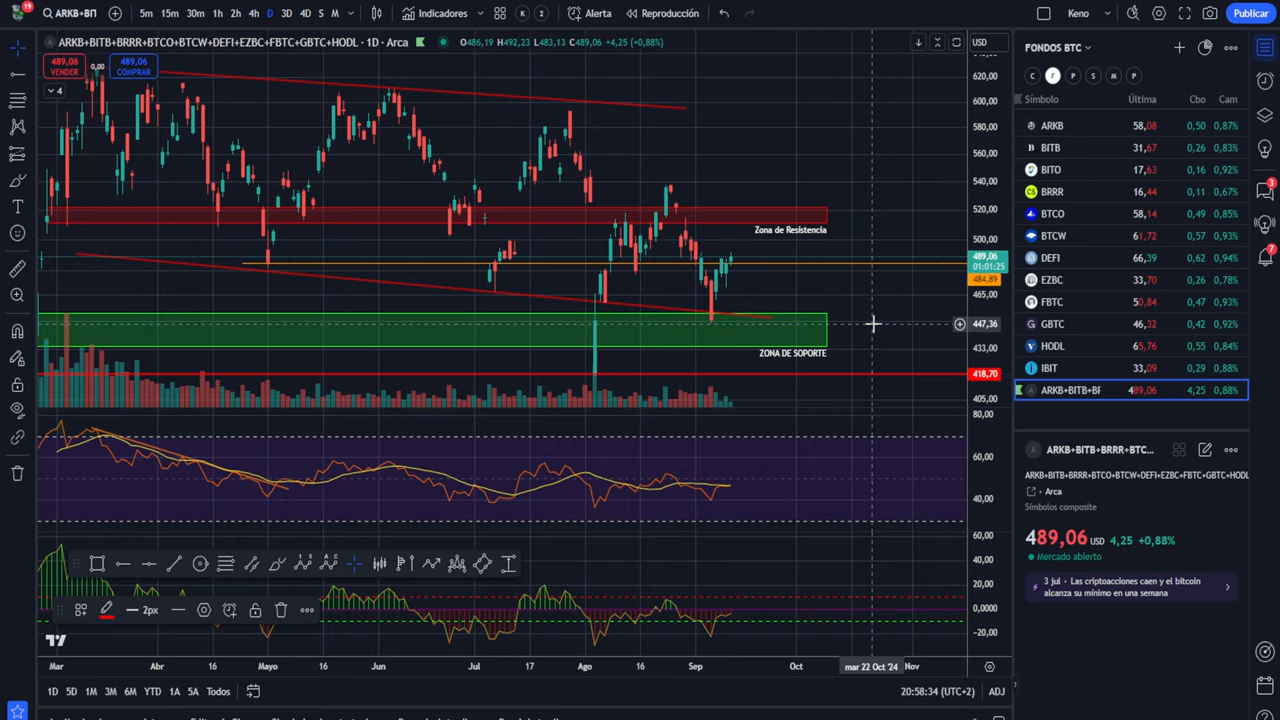 19
ARKB+BIT
5m 15m 30m 1h 2h 4h D 3D 4D S M
Indicadores
K 2
Alerta
Reproducción
Keno
Publicar
ARKB+BITB+BRRR+BTCO+BTCW+DEFI+EZBC+FBTC+GBTC+HODL · 1D · Arca
O486,19 H492,23 L483,13 C489,06 +4,25 (+0,88%)
USD
489,06 VENDER
0,00
489,06 COMPRAR
4
620,00
600,00
580,00
560,00
540,00
520,00
500,00
489,06
01:01:25
484,89
465,00
447,36
433,00
418,70
405,00
Zona de Resistencia
ZONA DE SOPORTE
80,00
60,00
40,00
60,00
40,00
20,00
0,0000
-20,00
2px
Mar Abr 16 Mayo 16 Jun Jul 17 Ago 16 Sep Oct mar 22 Oct '24 Nov
1D 5D 1M 3M 6M YTD 1A 5A Todos
20:58:34 (UTC+2) ADJ
FONDOS BTC
C F P S M P
Símbolo Última Cbo Cam
ARKB 58,08 0,50 0,87%
BITB 31,67 0,26 0,83%
BITO 17,63 0,16 0,92%
BRRR 16,44 0,11 0,67%
BTCO 58,14 0,49 0,85%
BTCW 61,72 0,57 0,93%
DEFI 66,39 0,62 0,94%
EZBC 33,70 0,26 0,78%
FBTC 50,84 0,47 0,93%
GBTC 46,32 0,42 0,92%
HODL 65,76 0,55 0,84%
IBIT 33,03 0,29 0,88%
ARKB+BITB+BF 489,06 4,25 0,88%
ARKB+BITB+BRRR+BTC...
ARKB+BITB+BRRR+BTCO+BTCW+DEFI+EZBC+FBTC+GBTC+HODL
Arca
Símbolos composite
489,06 USD 4,25 +0,88%
Mercado abierto
3 jul • Las criptoacciones caen y el bitcoin
alcanza su mínimo en una semana
3
7